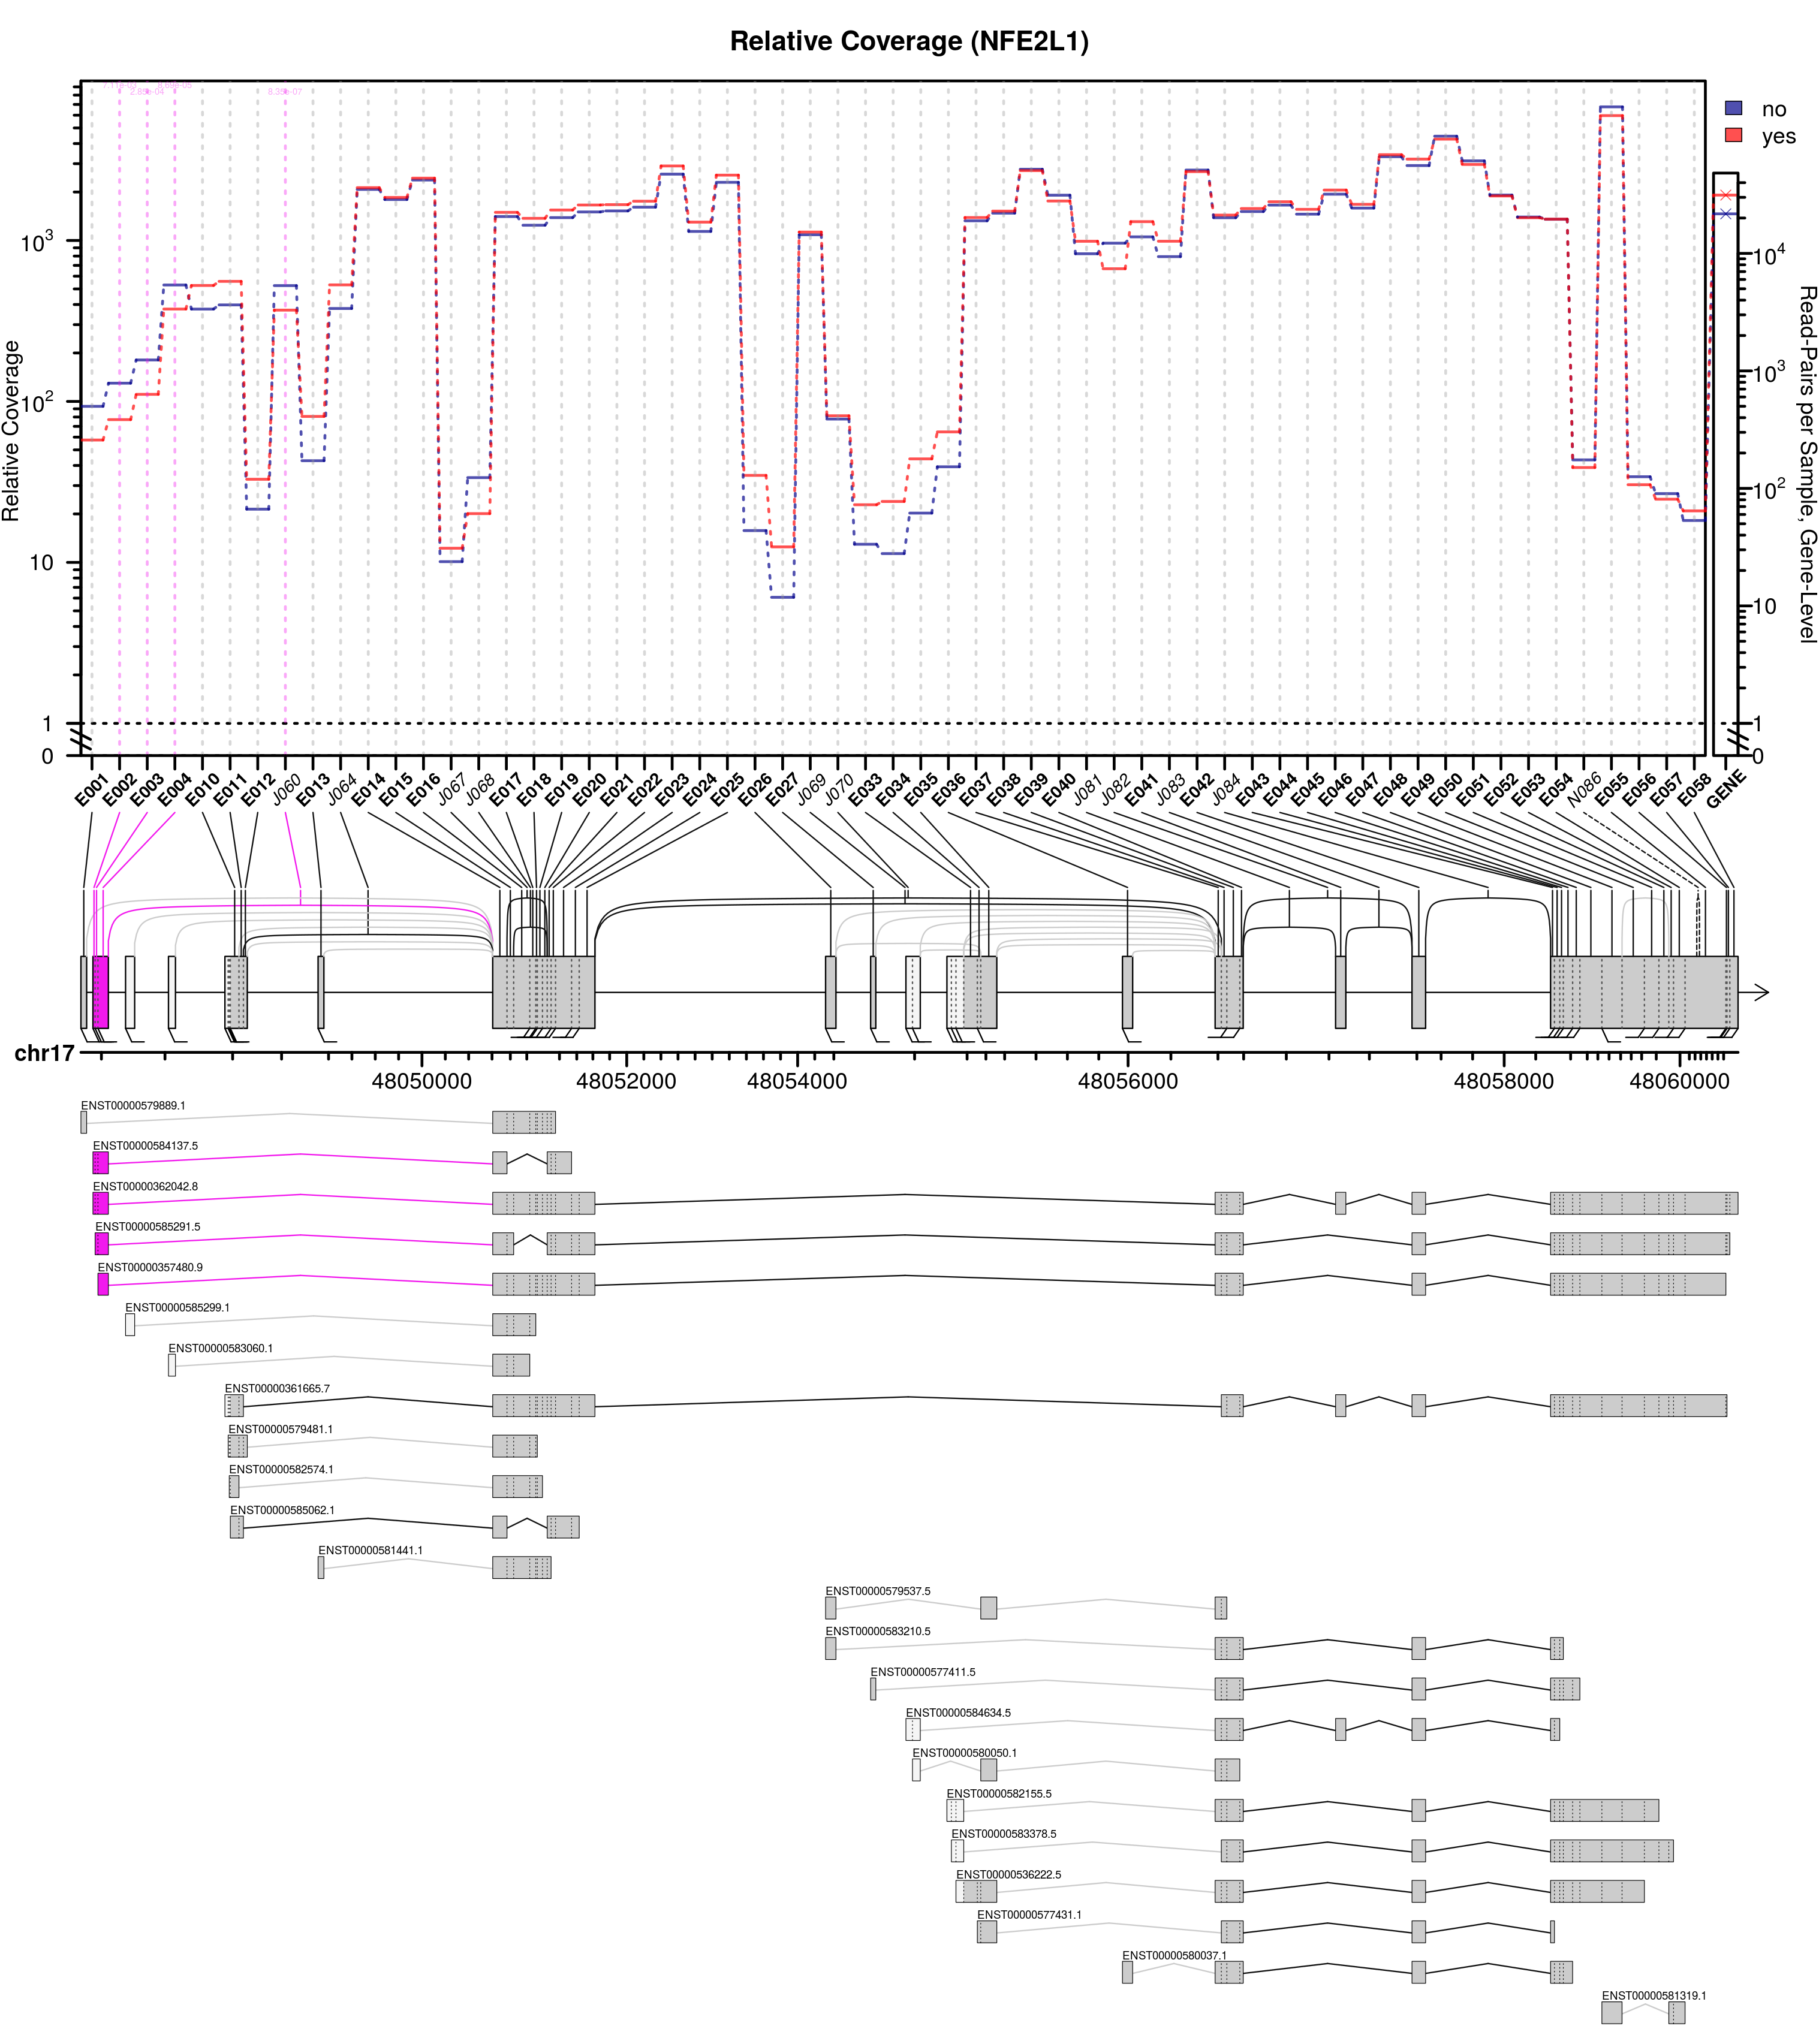 Relative Coverage (NFE2L1)
8.35e-07
no
yes
Relative Coverage
10³
10²
10
1
0
10⁴
10³
10²
10
1
0
Read-Pairs per Sample, Gene-Level
E001 E002 E003 E004 E010 E011 E012 J060 E013 J064 E014 E015 E016 J067 J068 E017 E018 E019 E020 E021 E022 E023 E024 E025 E026 E027 J069 J070 E033 E034 E035 E036 E037 E038 E039 E040 J081 J082 E041 J083 E042 J084 E043 E044 E045 E046 E047 E048 E049 E050 E051 E052 E053 E054 N086 E055 E056 E057 E058 GENE
chr17
48050000 48052000 48054000 48056000 48058000 48060000
ENST00000579889.1
ENST00000584137.5
ENST00000362042.8
ENST00000585291.5
ENST00000357480.9
ENST00000585299.1
ENST00000583060.1
ENST00000361665.7
ENST00000579481.1
ENST00000582574.1
ENST00000585062.1
ENST00000581441.1
ENST00000579537.5
ENST00000583210.5
ENST00000577411.5
ENST00000584634.5
ENST00000580050.1
ENST00000582155.5
ENST00000583378.5
ENST00000536222.5
ENST00000577431.1
ENST00000580037.1
ENST00000581319.1